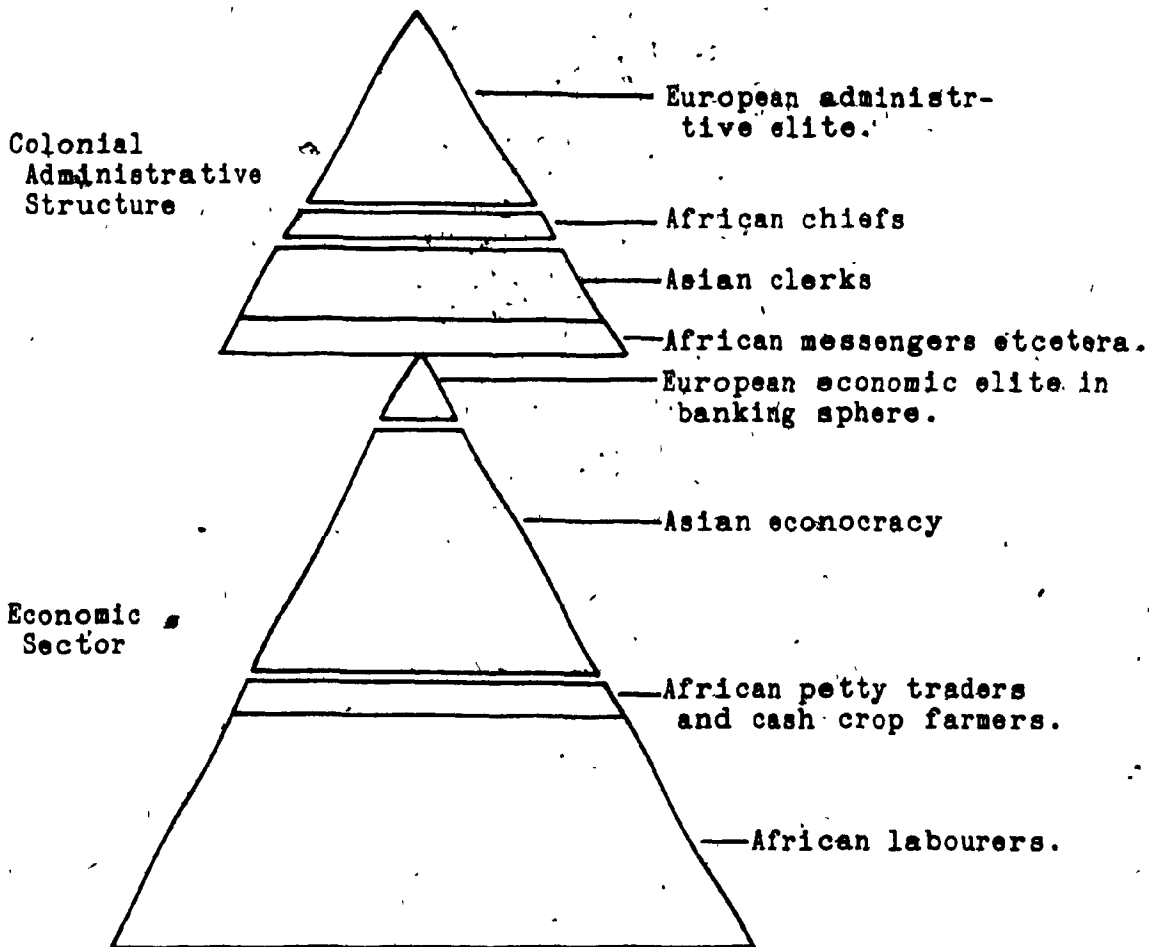 Colonial
Administrative
Structure
European administr-
tive elite.
African chiefs
Asian clerks
African messengers etcetera.
European economic elite in
banking sphere.
Asian econocracy
Economic
Sector
African petty traders
and cash crop farmers.
African labourers.